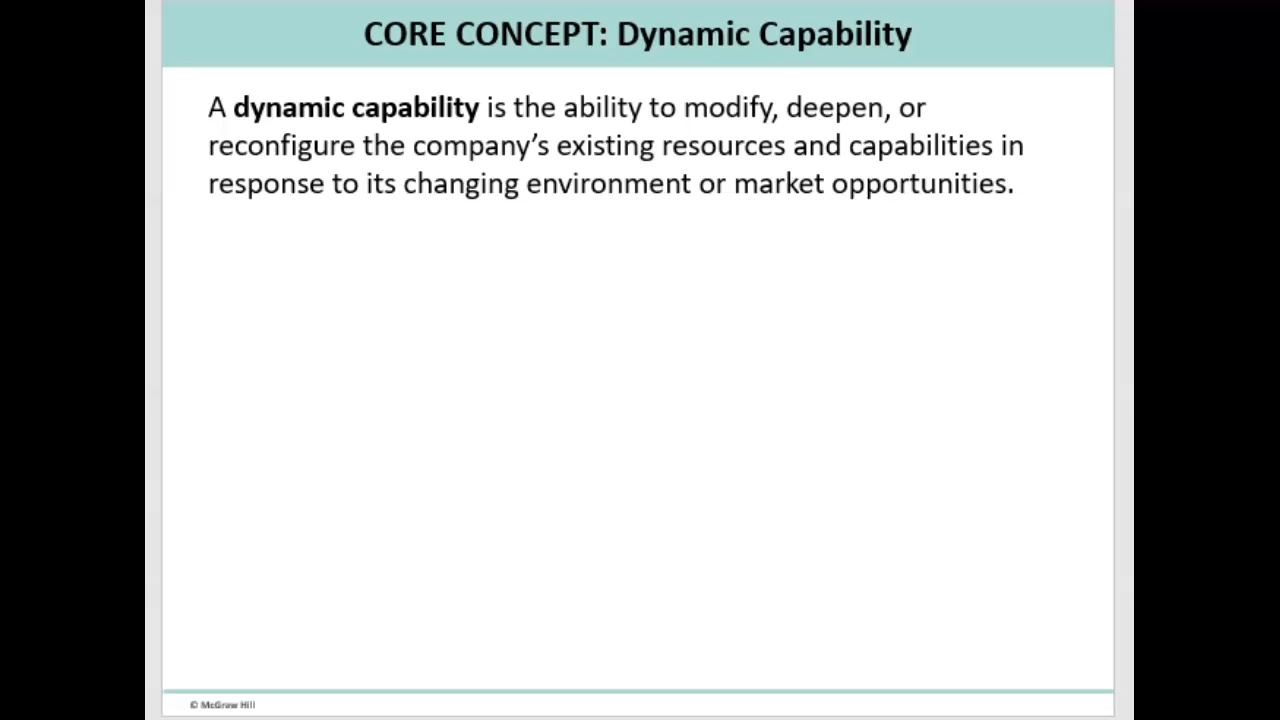 CORE CONCEPT: Dynamic Capability
A dynamic capability is the ability to modify, deepen, or
reconfigure the company’s existing resources and capabilities in
response to its changing environment or market opportunities.
© McGraw Hill